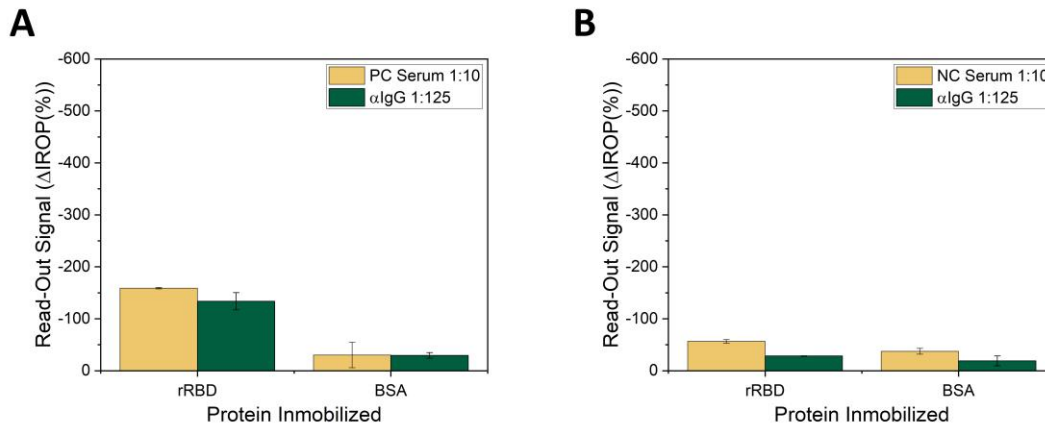 A
Read-Out Signal (ΔIROP(%))
-600
-500
-400
-300
-200
-100
0
PC Serum 1:10
αIgG 1:125
rRBD
BSA
Protein Inmobilized
B
Read-Out Signal (ΔIROP(%))
-600
-500
-400
-300
-200
-100
0
NC Serum 1:10
αIgG 1:125
rRBD
BSA
Protein Inmobilized